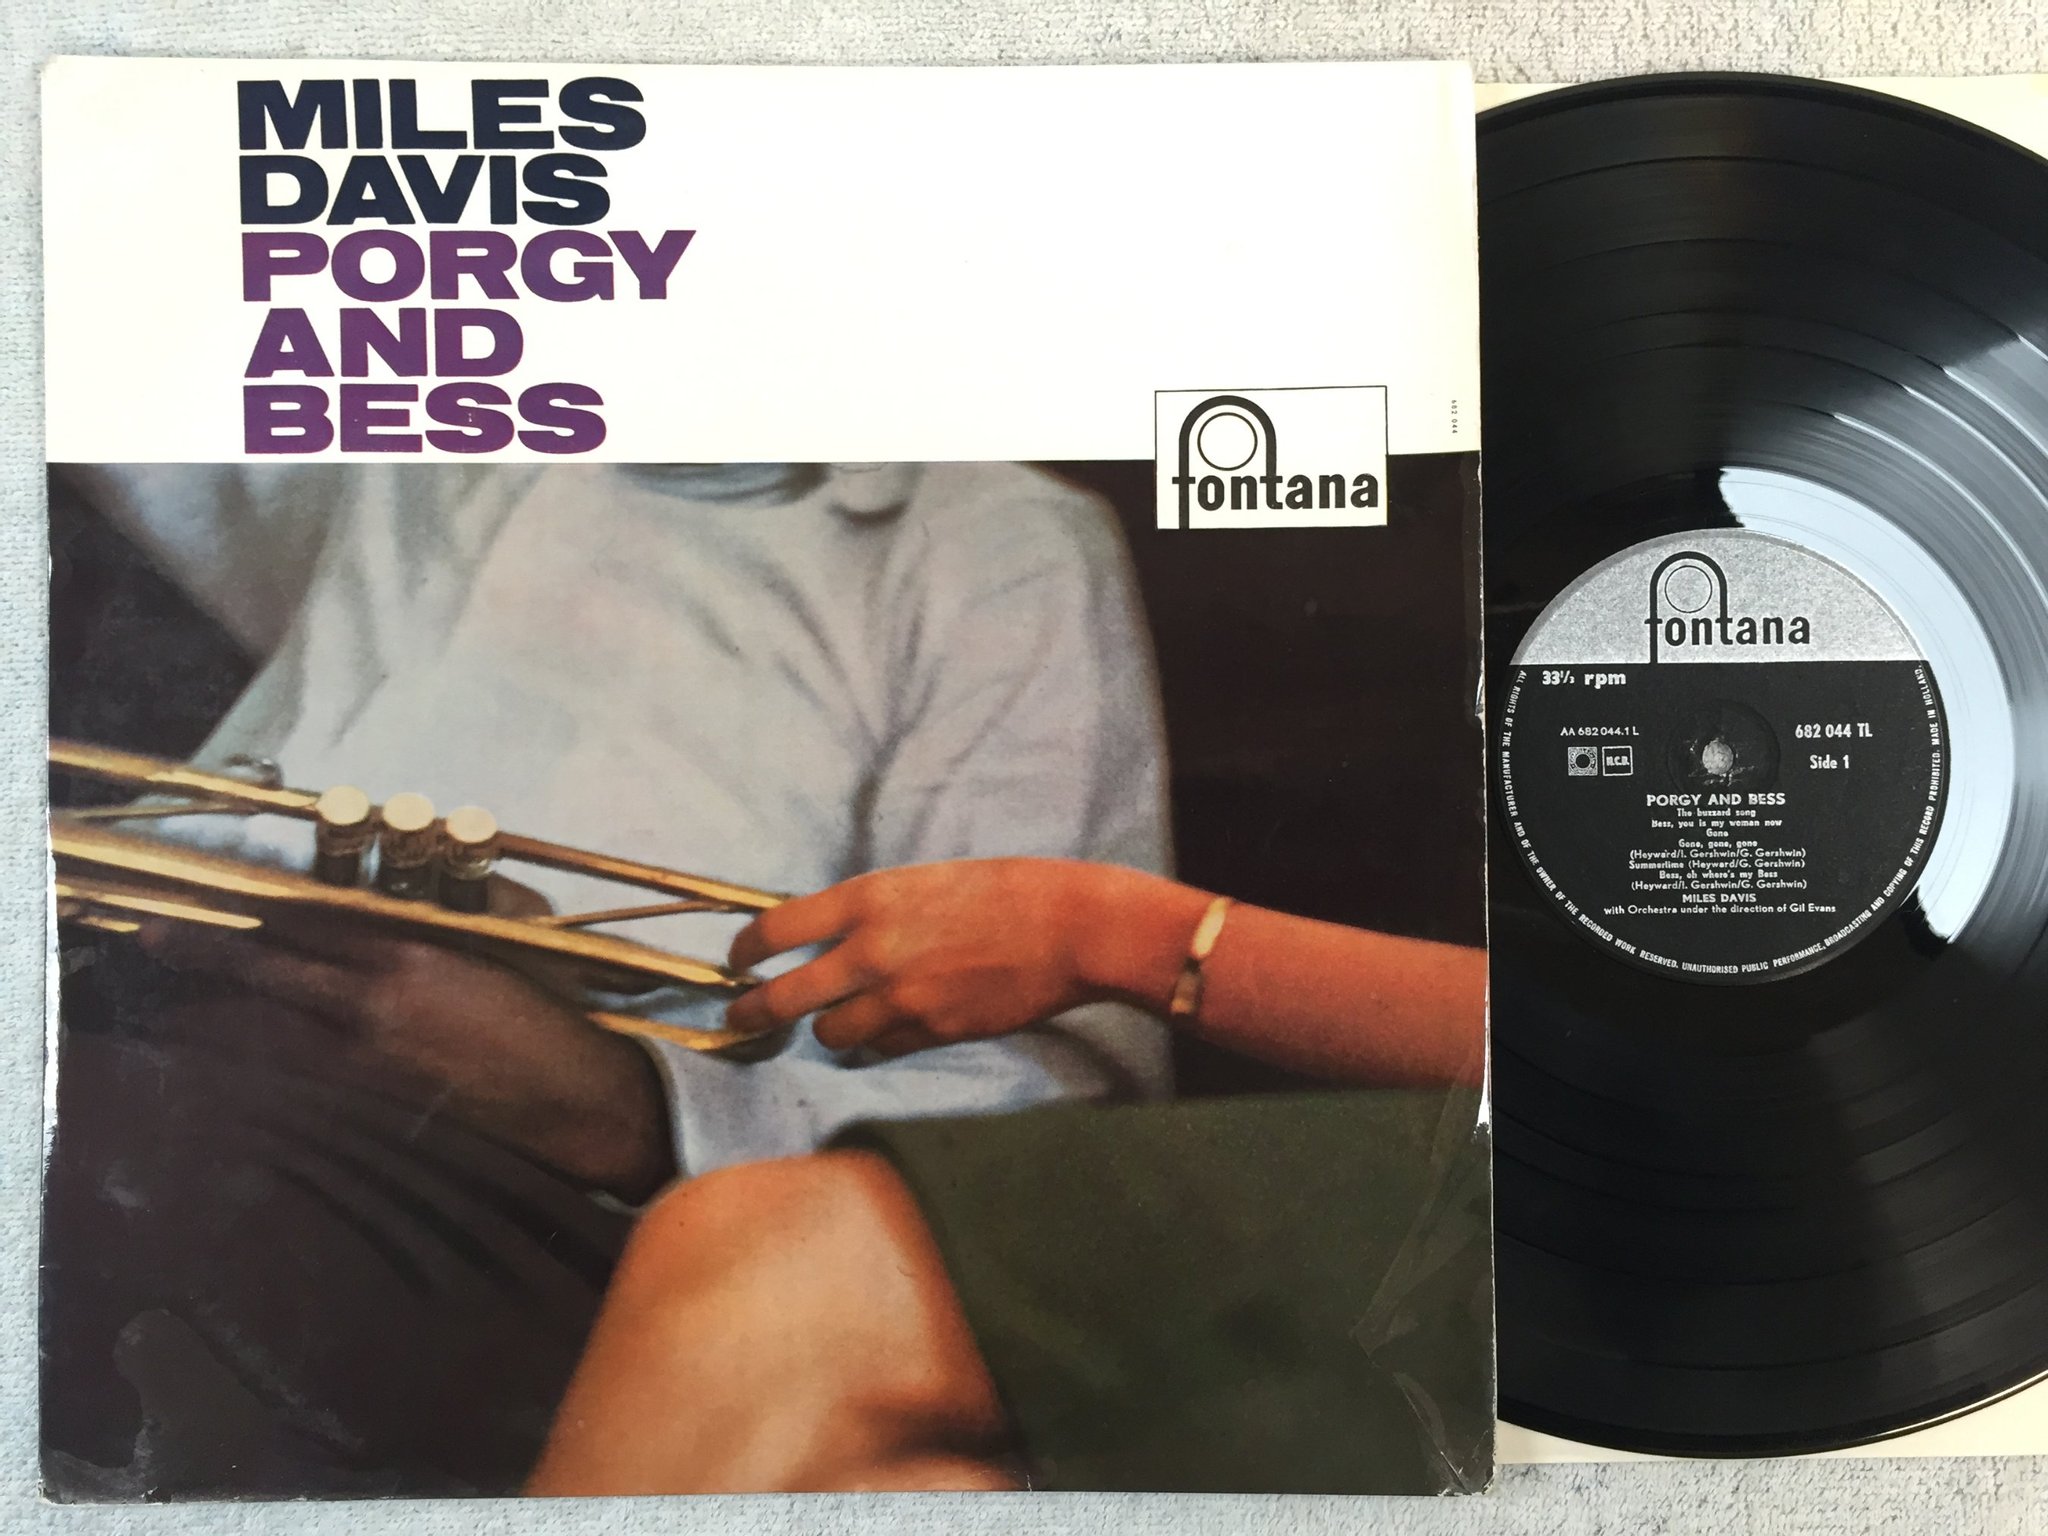 MILES
DAVIS
PORGY
AND
BESS
fontana
682 044
fontana
33 1/3 rpm
AA 682 044.1 L
682 044 TL
N.C.B.
Side 1
PORGY AND BESS
The buzzard song
Bess, you is my woman now
Gone
Gone, gone, gone
(Heyward/I. Gershwin/G. Gershwin)
Summertime (Heyward/G. Gershwin)
Bess, oh where's my Bess
(Heyward/I. Gershwin/G. Gershwin)
MILES DAVIS
with Orchestra under the direction of Gil Evans
ALL RIGHTS OF THE MANUFACTURER AND OF THE OWNER OF THE RECORDED WORK RESERVED. UNAUTHORISED PUBLIC PERFORMANCE, BROADCASTING AND COPYING OF THIS RECORD PROHIBITED. MADE IN HOLLAND.